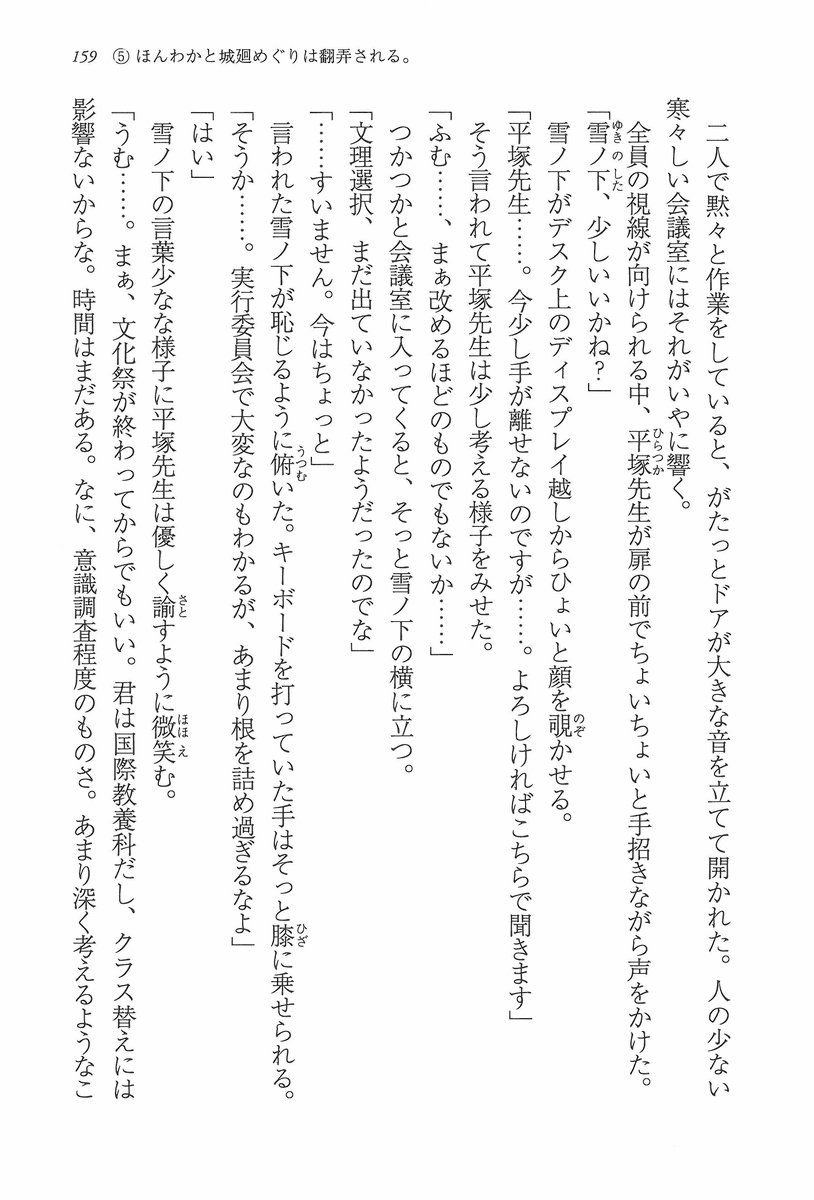 159 ⑤ ほんわかと城廻めぐりは翻弄される。
　二人で黙々と作業をしていると、がたっとドアが大きな音を立てて開かれた。人の少ない
寒々しい会議室にはそれがいやに響く。
　全員の視線が向けられる中、平塚先生が扉の前でちょいちょいと手招きながら声をかけた。
「雪ノ下、少しいいかね？」
　雪ノ下がデスク上のディスプレイ越しからひょいと顔を覗かせる。
「平塚先生……。今少し手が離せないのですが……。よろしければこちらで聞きます」
　そう言われて平塚先生は少し考える様子をみせた。
「ふむ……、まぁ改めるほどのものでもないか……」
　つかつかと会議室に入ってくると、そっと雪ノ下の横に立つ。
「文理選択、まだ出ていなかったようだったのでな」
「……すいません。今はちょっと」
　言われた雪ノ下が恥じるように俯いた。キーボードを打っていた手はそっと膝に乗せられる。
「そうか……。実行委員会で大変なのもわかるが、あまり根を詰め過ぎるなよ」
「はい」
　雪ノ下の言葉少なな様子に平塚先生は優しく諭すように微笑む。
「うむ……。まぁ、文化祭が終わってからでもいい。君は国際教養科だし、クラス替えには
影響ないからな。時間はまだある。なに、意識調査程度のものさ。あまり深く考えるようなこ